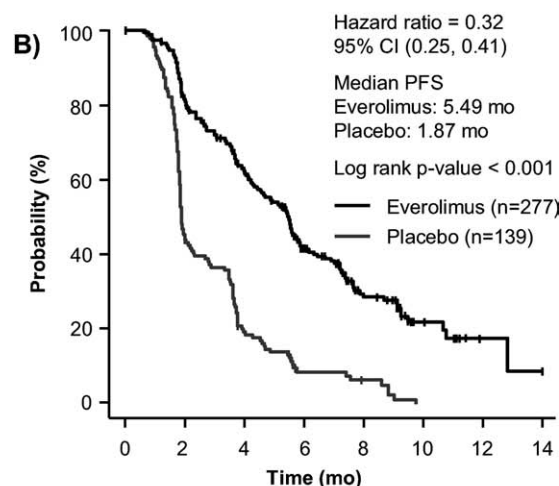 B)
Hazard ratio = 0.32
95% CI (0.25, 0.41)
Median PFS
Everolimus: 5.49 mo
Placebo: 1.87 mo
Log rank p-value < 0.001
Everolimus (n=277)
Placebo (n=139)
Probability (%)
100
80
60
40
20
0
0 2 4 6 8 10 12 14
Time (mo)